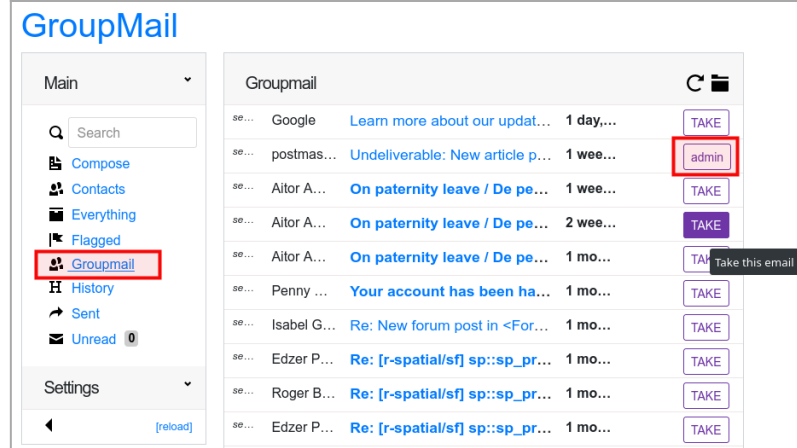 GroupMail
Main
Search
Compose
Contacts
Everything
Flagged
Groupmail
History
Sent
Unread 0
Settings
[reload]
Groupmail
se... Google Learn more about our updat... 1 day,... TAKE
se... postmas... Undeliverable: New article p... 1 wee... admin
se... Aitor A... On paternity leave / De pe... 1 wee... TAKE
se... Aitor A... On paternity leave / De pe... 2 wee... TAKE
se... Aitor A... On paternity leave / De pe... 1 mo... TAK
Take this email
se... Penny ... Your account has been ha... 1 mo... TAKE
se... Isabel G... Re: New forum post in <For... 1 mo... TAKE
se... Edzer P... Re: [r-spatial/sf] sp::sp_pr... 1 mo... TAKE
se... Roger B... Re: [r-spatial/sf] sp::sp_pr... 1 mo... TAKE
se... Edzer P... Re: [r-spatial/sf] sp::sp_pr... 1 mo... TAKE